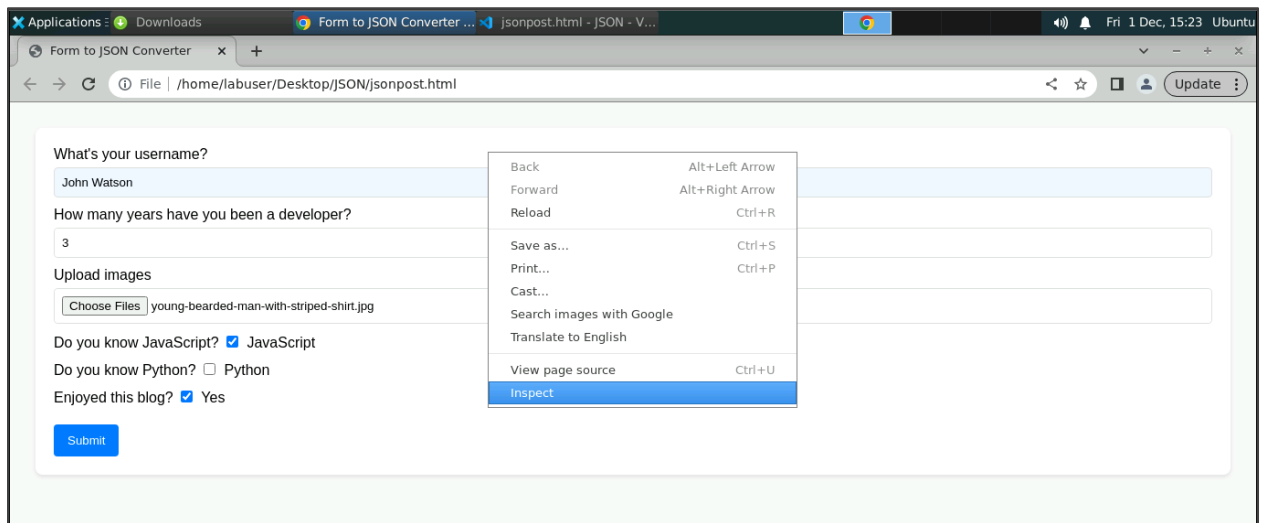 Applications Downloads Form to JSON Converter ... jsonpost.html - JSON - V... Fri 1 Dec, 15:23 Ubuntu
Form to JSON Converter
File /home/labuser/Desktop/JSON/jsonpost.html Update
What's your username?
John Watson
How many years have you been a developer?
3
Upload images
Choose Files young-bearded-man-with-striped-shirt.jpg
Do you know JavaScript? JavaScript
Do you know Python? Python
Enjoyed this blog? Yes
Submit
Back Alt+Left Arrow
Forward Alt+Right Arrow
Reload Ctrl+R
Save as... Ctrl+S
Print... Ctrl+P
Cast...
Search images with Google
Translate to English
View page source Ctrl+U
Inspect